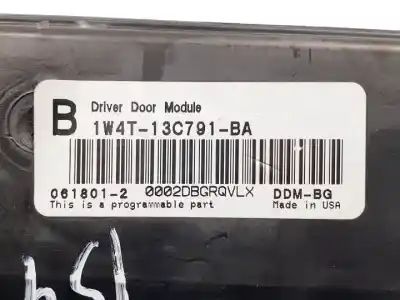 B Driver Door Module
1W4T-13C791-BA
061801-2 0002DBGRQVLX DDM-BG
This is a programmable part Made in USA